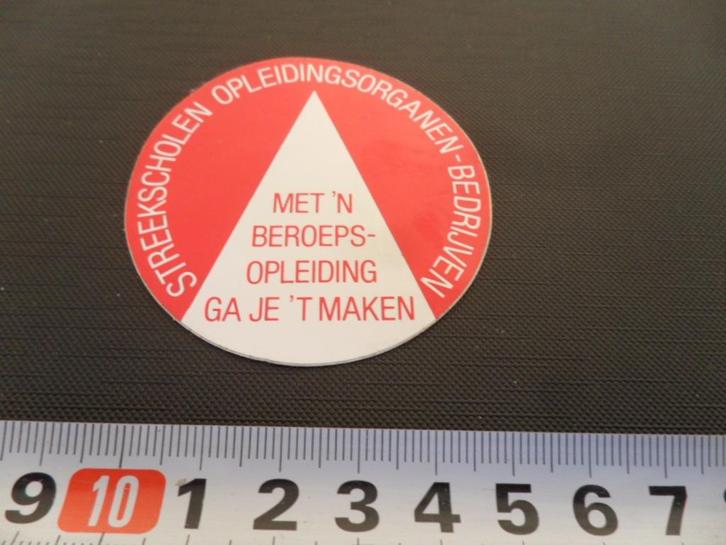 STREEKSCHOLEN OPLEIDINGSORGANEN-BEDRIJVEN
MET 'N
BEROEPS-
OPLEIDING
GA JE 'T MAKEN
9 10 1 2 3 4 5 6 7